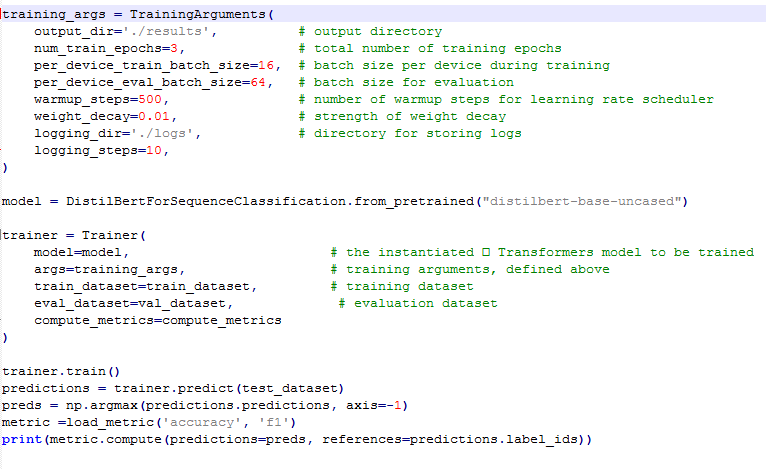 training_args = TrainingArguments(
    output_dir='./results',          # output directory
    num_train_epochs=3,              # total number of training epochs
    per_device_train_batch_size=16,  # batch size per device during training
    per_device_eval_batch_size=64,   # batch size for evaluation
    warmup_steps=500,                # number of warmup steps for learning rate scheduler
    weight_decay=0.01,               # strength of weight decay
    logging_dir='./logs',            # directory for storing logs
    logging_steps=10,
)

model = DistilBertForSequenceClassification.from_pretrained("distilbert-base-uncased")

trainer = Trainer(
    model=model,                         # the instantiated □ Transformers model to be trained
    args=training_args,                  # training arguments, defined above
    train_dataset=train_dataset,         # training dataset
    eval_dataset=val_dataset,             # evaluation dataset
    compute_metrics=compute_metrics
)

trainer.train()
predictions = trainer.predict(test_dataset)
preds = np.argmax(predictions.predictions, axis=-1)
metric =load_metric('accuracy', 'f1')
print(metric.compute(predictions=preds, references=predictions.label_ids))